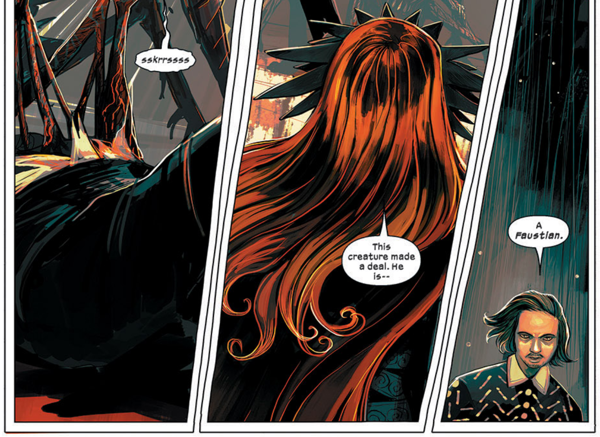 sskrrssss
This
creature made
a deal. He
is--
A
Faustian.